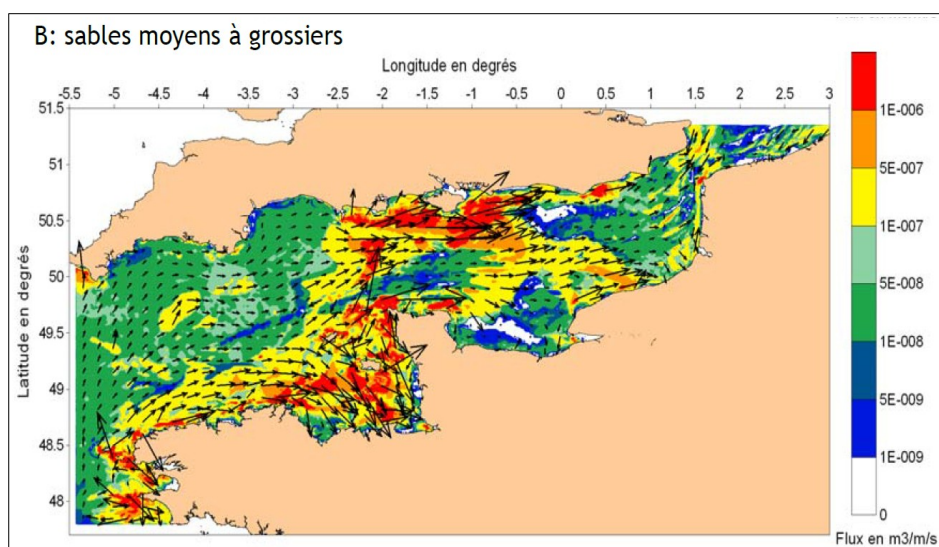 B: sables moyens à grossiers
Longitude en degrés
-5.5 -5 -4.5 -4 -3.5 -3 -2.5 -2 -1.5 -1 -0.5 0 0.5 1 1.5 2 2.5 3
Latitude en degrés
51.5
51
50.5
50
49.5
49
48.5
48
1E-006
5E-007
1E-007
5E-008
1E-008
5E-009
1E-009
0
Flux en m3/m/s